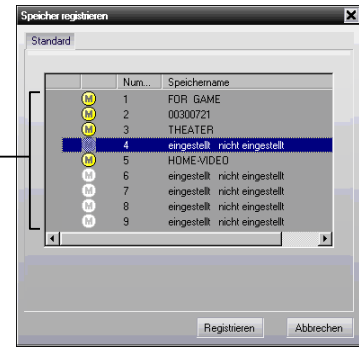 Speicher registrieren
Standard
Num... Speichername
M 1 FOR GAME
M 2 00300721
M 3 THEATER
4 eingestellt nicht eingestellt
M 5 HOME-VIDEO
M 6 eingestellt nicht eingestellt
M 7 eingestellt nicht eingestellt
M 8 eingestellt nicht eingestellt
M 9 eingestellt nicht eingestellt
Registrieren Abbrechen